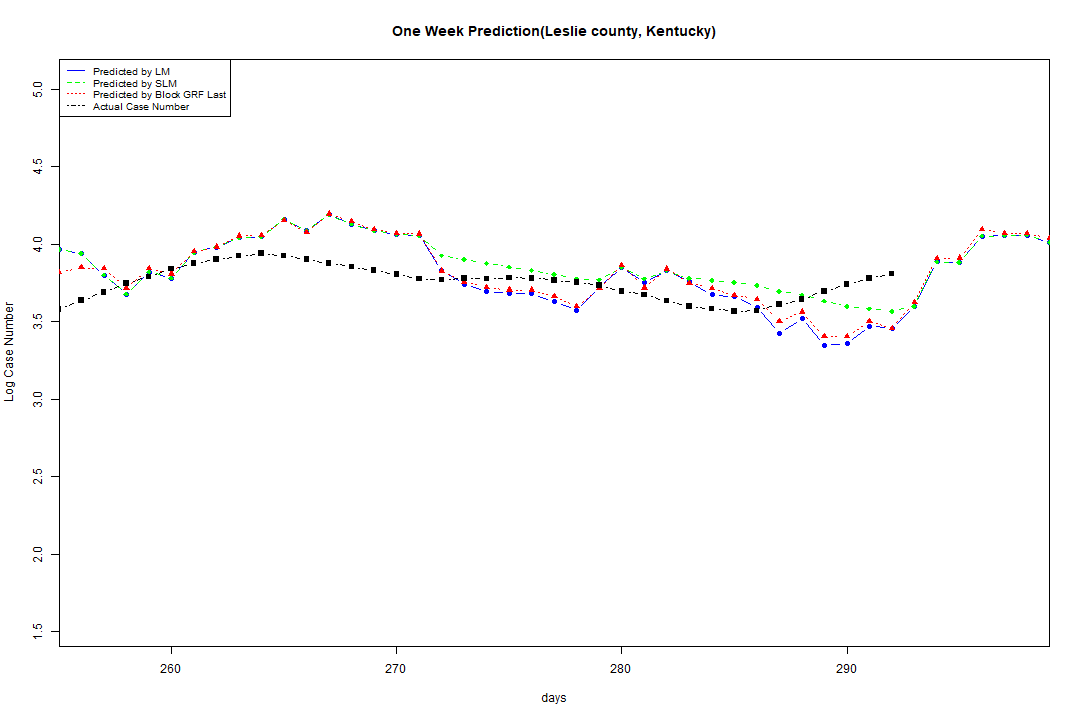 One Week Prediction(Leslie county, Kentucky)
Predicted by LM
Predicted by SLM
Predicted by Block GRF Last
Actual Case Number
5.0
4.5
4.0
3.5
3.0
2.5
2.0
1.5
Log Case Number
260 270 280 290
days